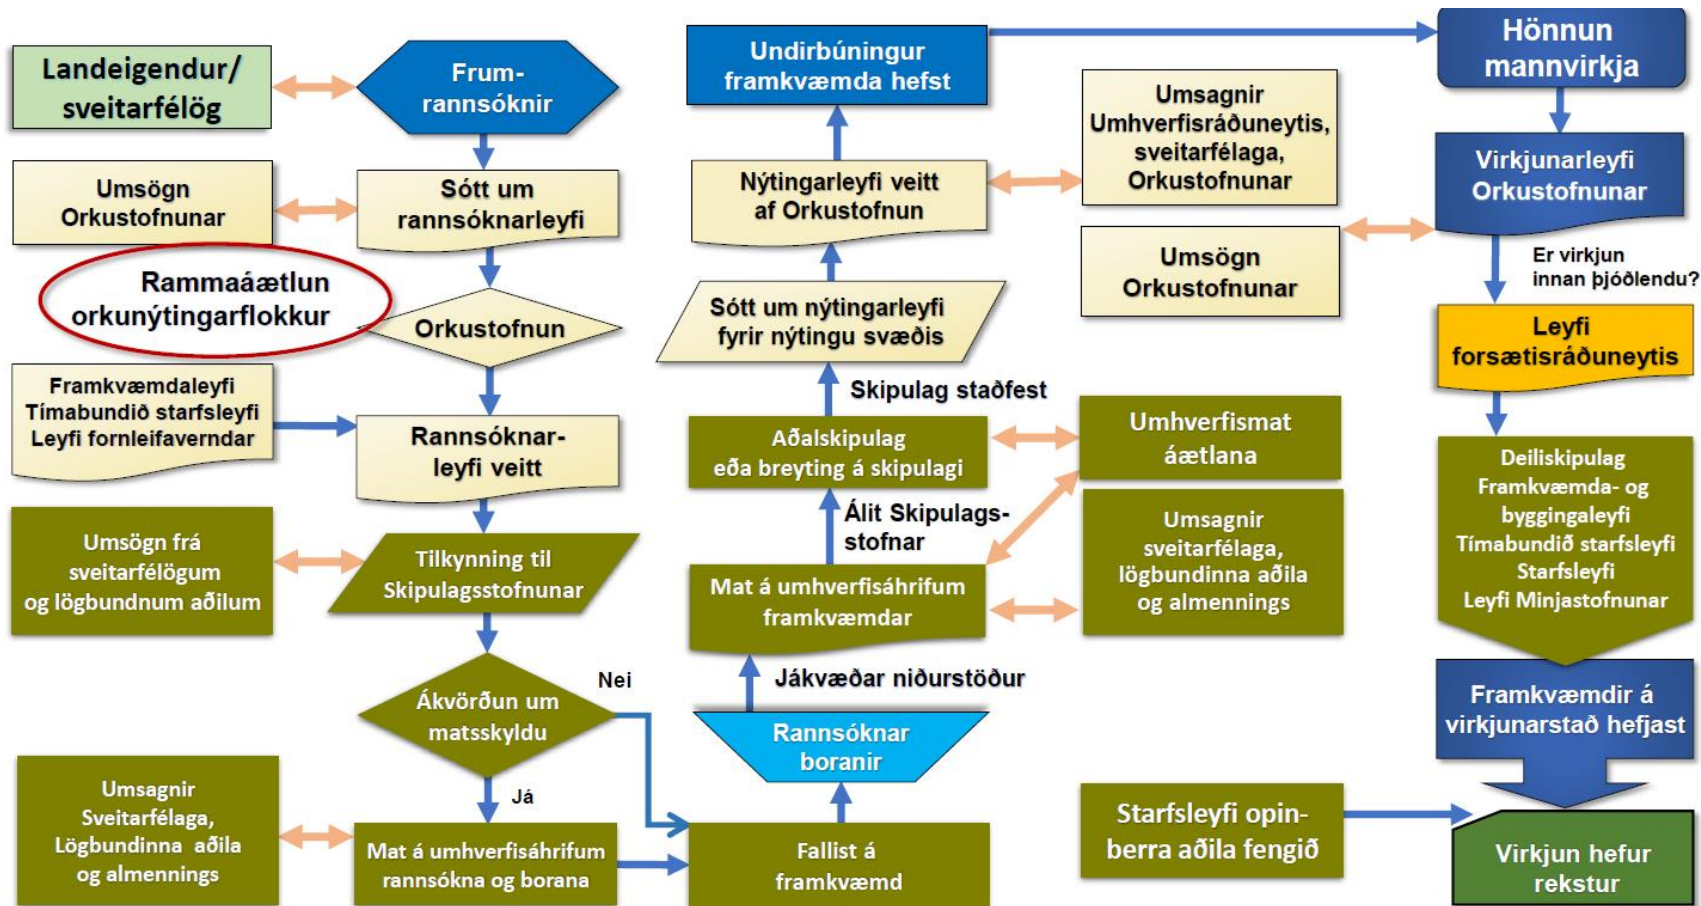 Landeigendur/
sveitarfélög
Frum-
rannsóknir
Umsögn
Orkustofnunar
Sótt um
rannsóknarleyfi
Rammaáætlun
orkunýtingarflokkur
Orkustofnun
Framkvæmdaleyfi
Tímabundið starfsleyfi
Leyfi fornleifaverndar
Rannsóknar-
leyfi veitt
Umsögn frá
sveitarfélögum
og lögbundnum aðilum
Tilkynning til
Skipulagsstofnunar
Ákvörðun um
matsskyldu
Nei
Já
Umsagnir
Sveitarfélaga,
Lögbundinna aðila
og almennings
Mat á umhverfisáhrifum
rannsókna og borana
Fallist á
framkvæmd
Rannsóknar
boranir
Jákvæðar niðurstöður
Mat á umhverfisáhrifum
framkvæmdar
Umsagnir
sveitarfélaga,
lögbundinna aðila
og almennings
Álit Skipulags-
stofnar
Aðalskipulag
eða breyting á skipulagi
Umhverfismat
áætlana
Skipulag staðfest
Sótt um nýtingarleyfi
fyrir nýtingu svæðis
Nýtingarleyfi veitt
af Orkustofnun
Umsagnir
Umhverfisráðuneytis,
sveitarfélaga,
Orkustofnunar
Undirbúningur
framkvæmda hefst
Hönnun
mannvirkja
Virkjunarleyfi
Orkustofnunar
Umsögn
Orkustofnunar
Er virkjun
innan þjóðlendu?
Leyfi
forsætisráðuneytis
Deiliskipulag
Framkvæmda- og
byggingaleyfi
Tímabundið starfsleyfi
Starfsleyfi
Leyfi Minjastofnunar
Framkvæmdir á
virkjunarstað hefjast
Starfsleyfi opin-
berra aðila fengið
Virkjun hefur
rekstur